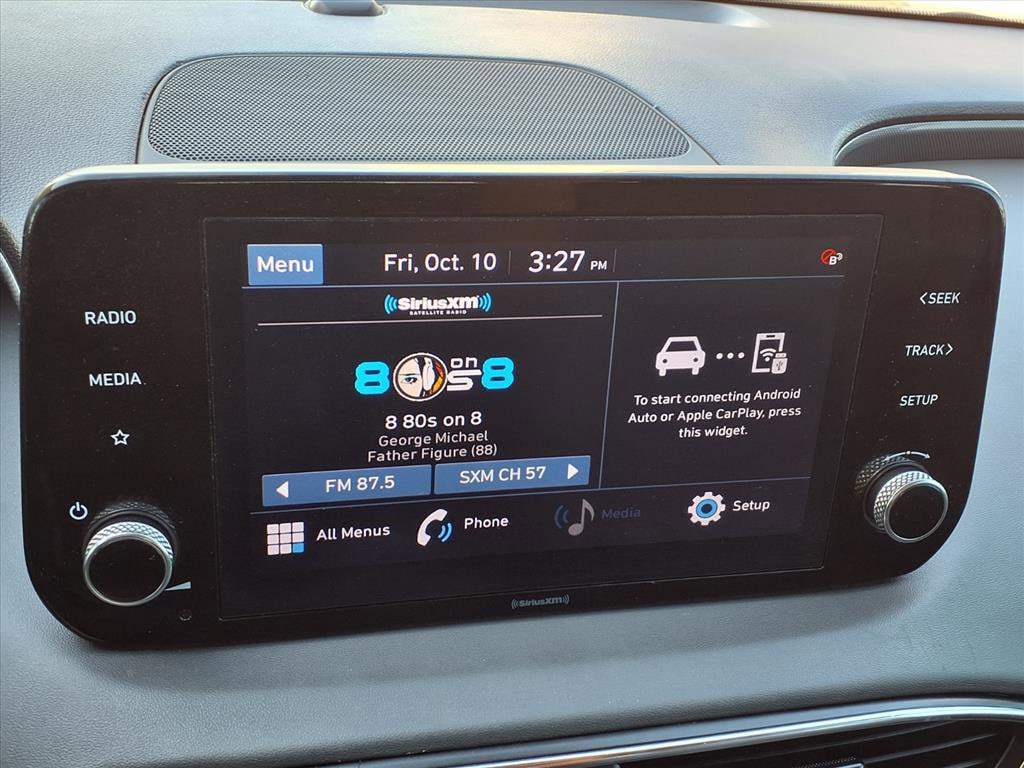 Menu
Fri, Oct. 10
3:27 PM
RADIO
MEDIA
SiriusXM
SATELLITE RADIO
80s on 8
8 80s on 8
George Michael
Father Figure (88)
FM 87.5
SXM CH 57
To start connecting Android
Auto or Apple CarPlay, press
this widget.
All Menus
Phone
Media
Setup
<SEEK
TRACK>
SETUP
SiriusXM